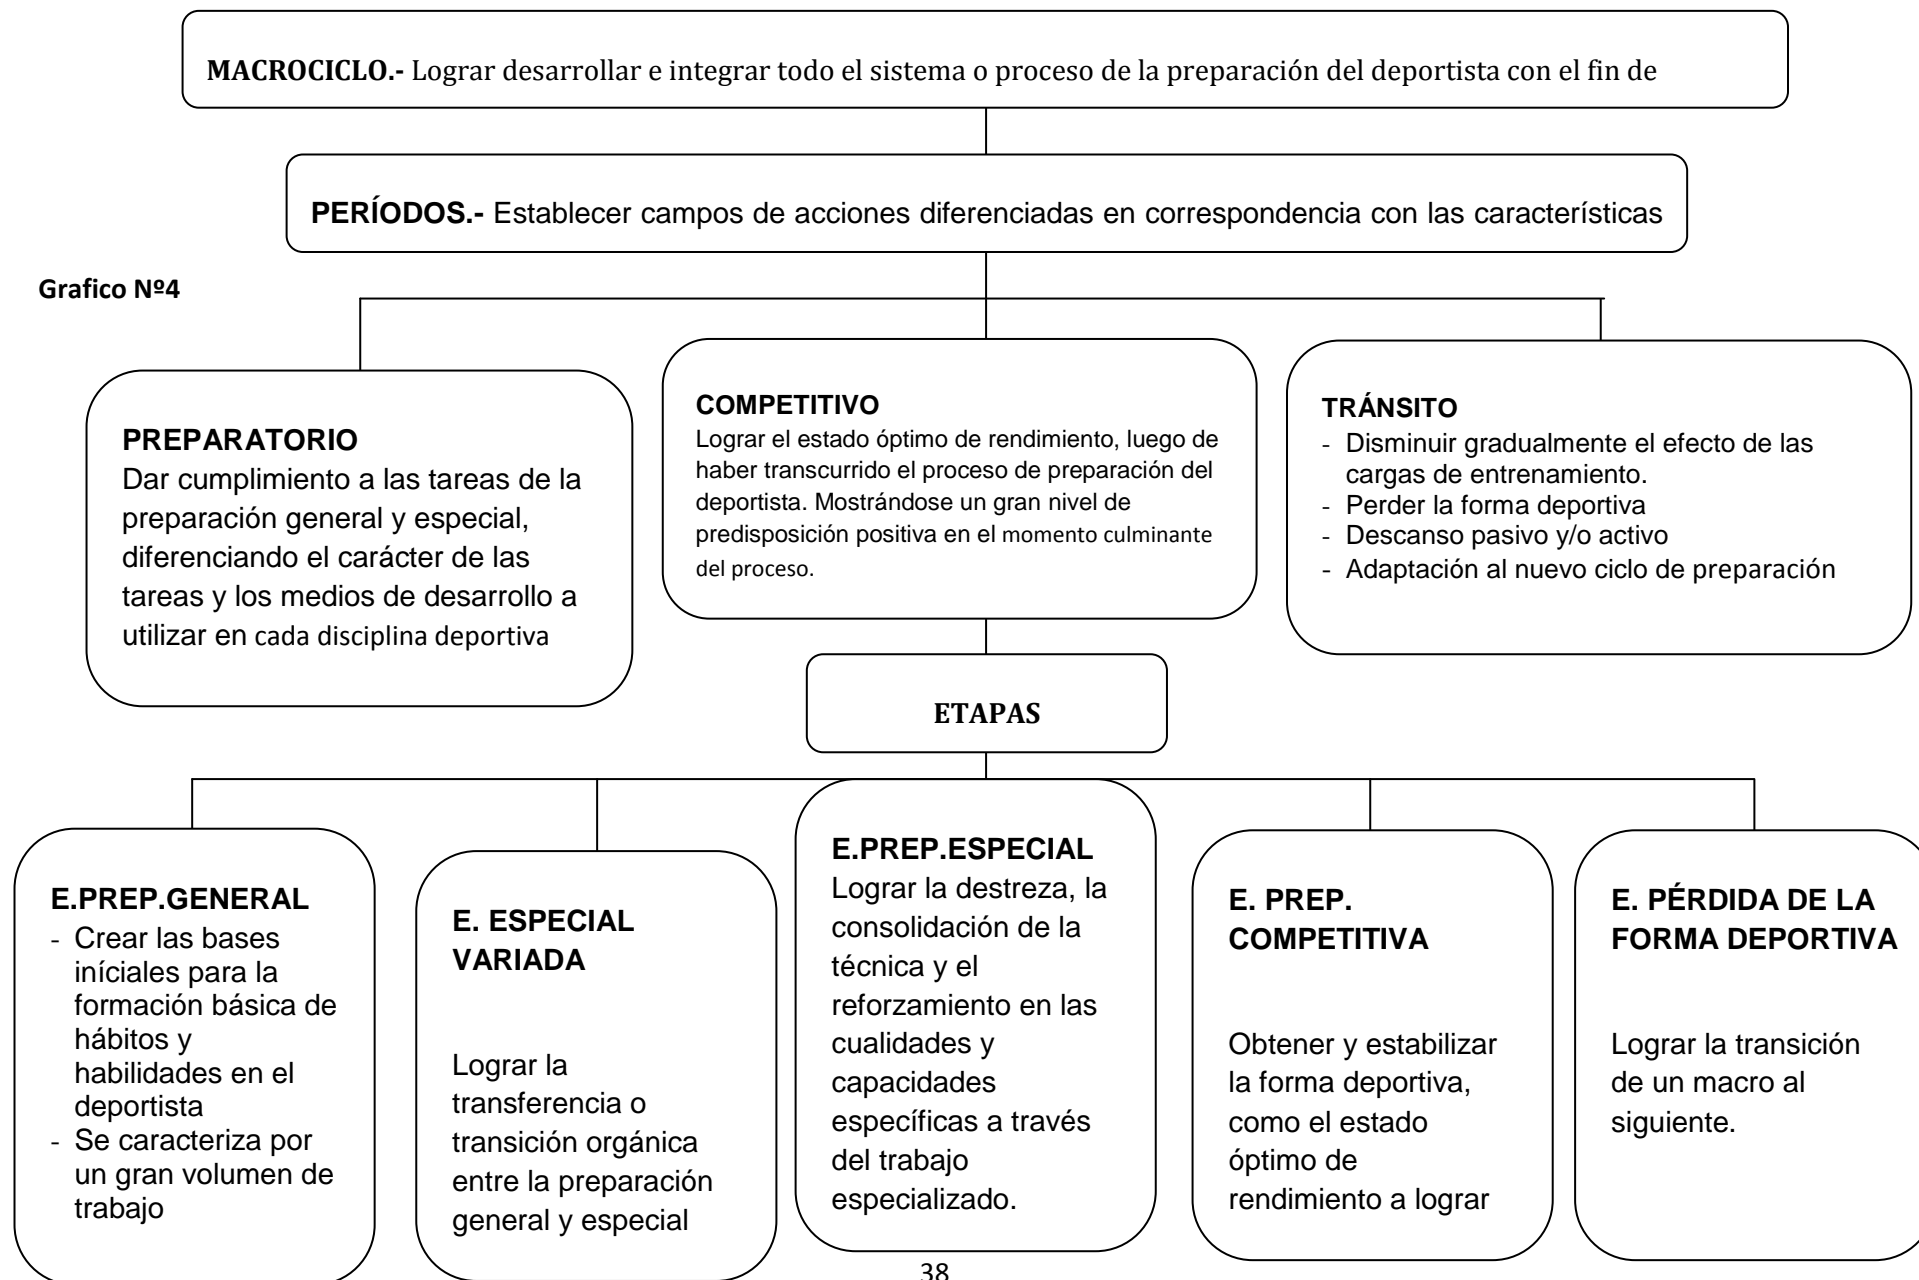 MACROCICLO.- Lograr desarrollar e integrar todo el sistema o proceso de la preparación del deportista con el fin de
PERÍODOS.- Establecer campos de acciones diferenciadas en correspondencia con las características
Grafico Nº4
PREPARATORIO
Dar cumplimiento a las tareas de la
preparación general y especial,
diferenciando el carácter de las
tareas y los medios de desarrollo a
utilizar en cada disciplina deportiva
COMPETITIVO
Lograr el estado óptimo de rendimiento, luego de
haber transcurrido el proceso de preparación del
deportista. Mostrándose un gran nivel de
predisposición positiva en el momento culminante
del proceso.
TRÁNSITO
- Disminuir gradualmente el efecto de las
cargas de entrenamiento.
- Perder la forma deportiva
- Descanso pasivo y/o activo
- Adaptación al nuevo ciclo de preparación
ETAPAS
E.PREP.GENERAL
- Crear las bases
iníciales para la
formación básica de
hábitos y
habilidades en el
deportista
- Se caracteriza por
un gran volumen de
trabajo
E. ESPECIAL
VARIADA
Lograr la
transferencia o
transición orgánica
entre la preparación
general y especial
E.PREP.ESPECIAL
Lograr la destreza, la
consolidación de la
técnica y el
reforzamiento en las
cualidades y
capacidades
específicas a través
del trabajo
especializado.
E. PREP.
COMPETITIVA
Obtener y estabilizar
la forma deportiva,
como el estado
óptimo de
rendimiento a lograr
E. PÉRDIDA DE LA
FORMA DEPORTIVA
Lograr la transición
de un macro al
siguiente.
38